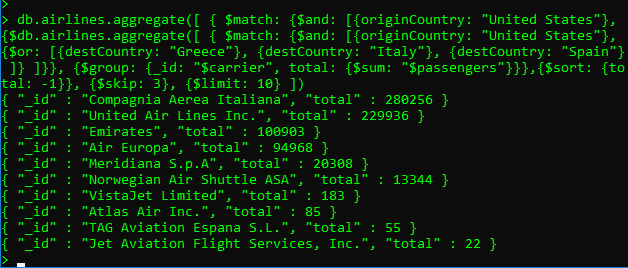 >
> db.airlines.aggregate([ { $match: {$and: [{originCountry: "United States"},
{$db.airlines.aggregate([ { $match: {$and: [{originCountry: "United States"},
{$or: [{destCountry: "Greece"}, {destCountry: "Italy"}, {destCountry: "Spain"}
 ]} ]}}, {$group: {_id: "$carrier", total: {$sum: "$passengers"}}},{$sort: {to
tal: -1}}, {$skip: 3}, {$limit: 10} ])
{ "_id" : "Compagnia Aerea Italiana", "total" : 280256 }
{ "_id" : "United Air Lines Inc.", "total" : 229936 }
{ "_id" : "Emirates", "total" : 100903 }
{ "_id" : "Air Europa", "total" : 94968 }
{ "_id" : "Meridiana S.p.A", "total" : 20308 }
{ "_id" : "Norwegian Air Shuttle ASA", "total" : 13344 }
{ "_id" : "VistaJet Limited", "total" : 183 }
{ "_id" : "Atlas Air Inc.", "total" : 85 }
{ "_id" : "TAG Aviation Espana S.L.", "total" : 55 }
{ "_id" : "Jet Aviation Flight Services, Inc.", "total" : 22 }
>